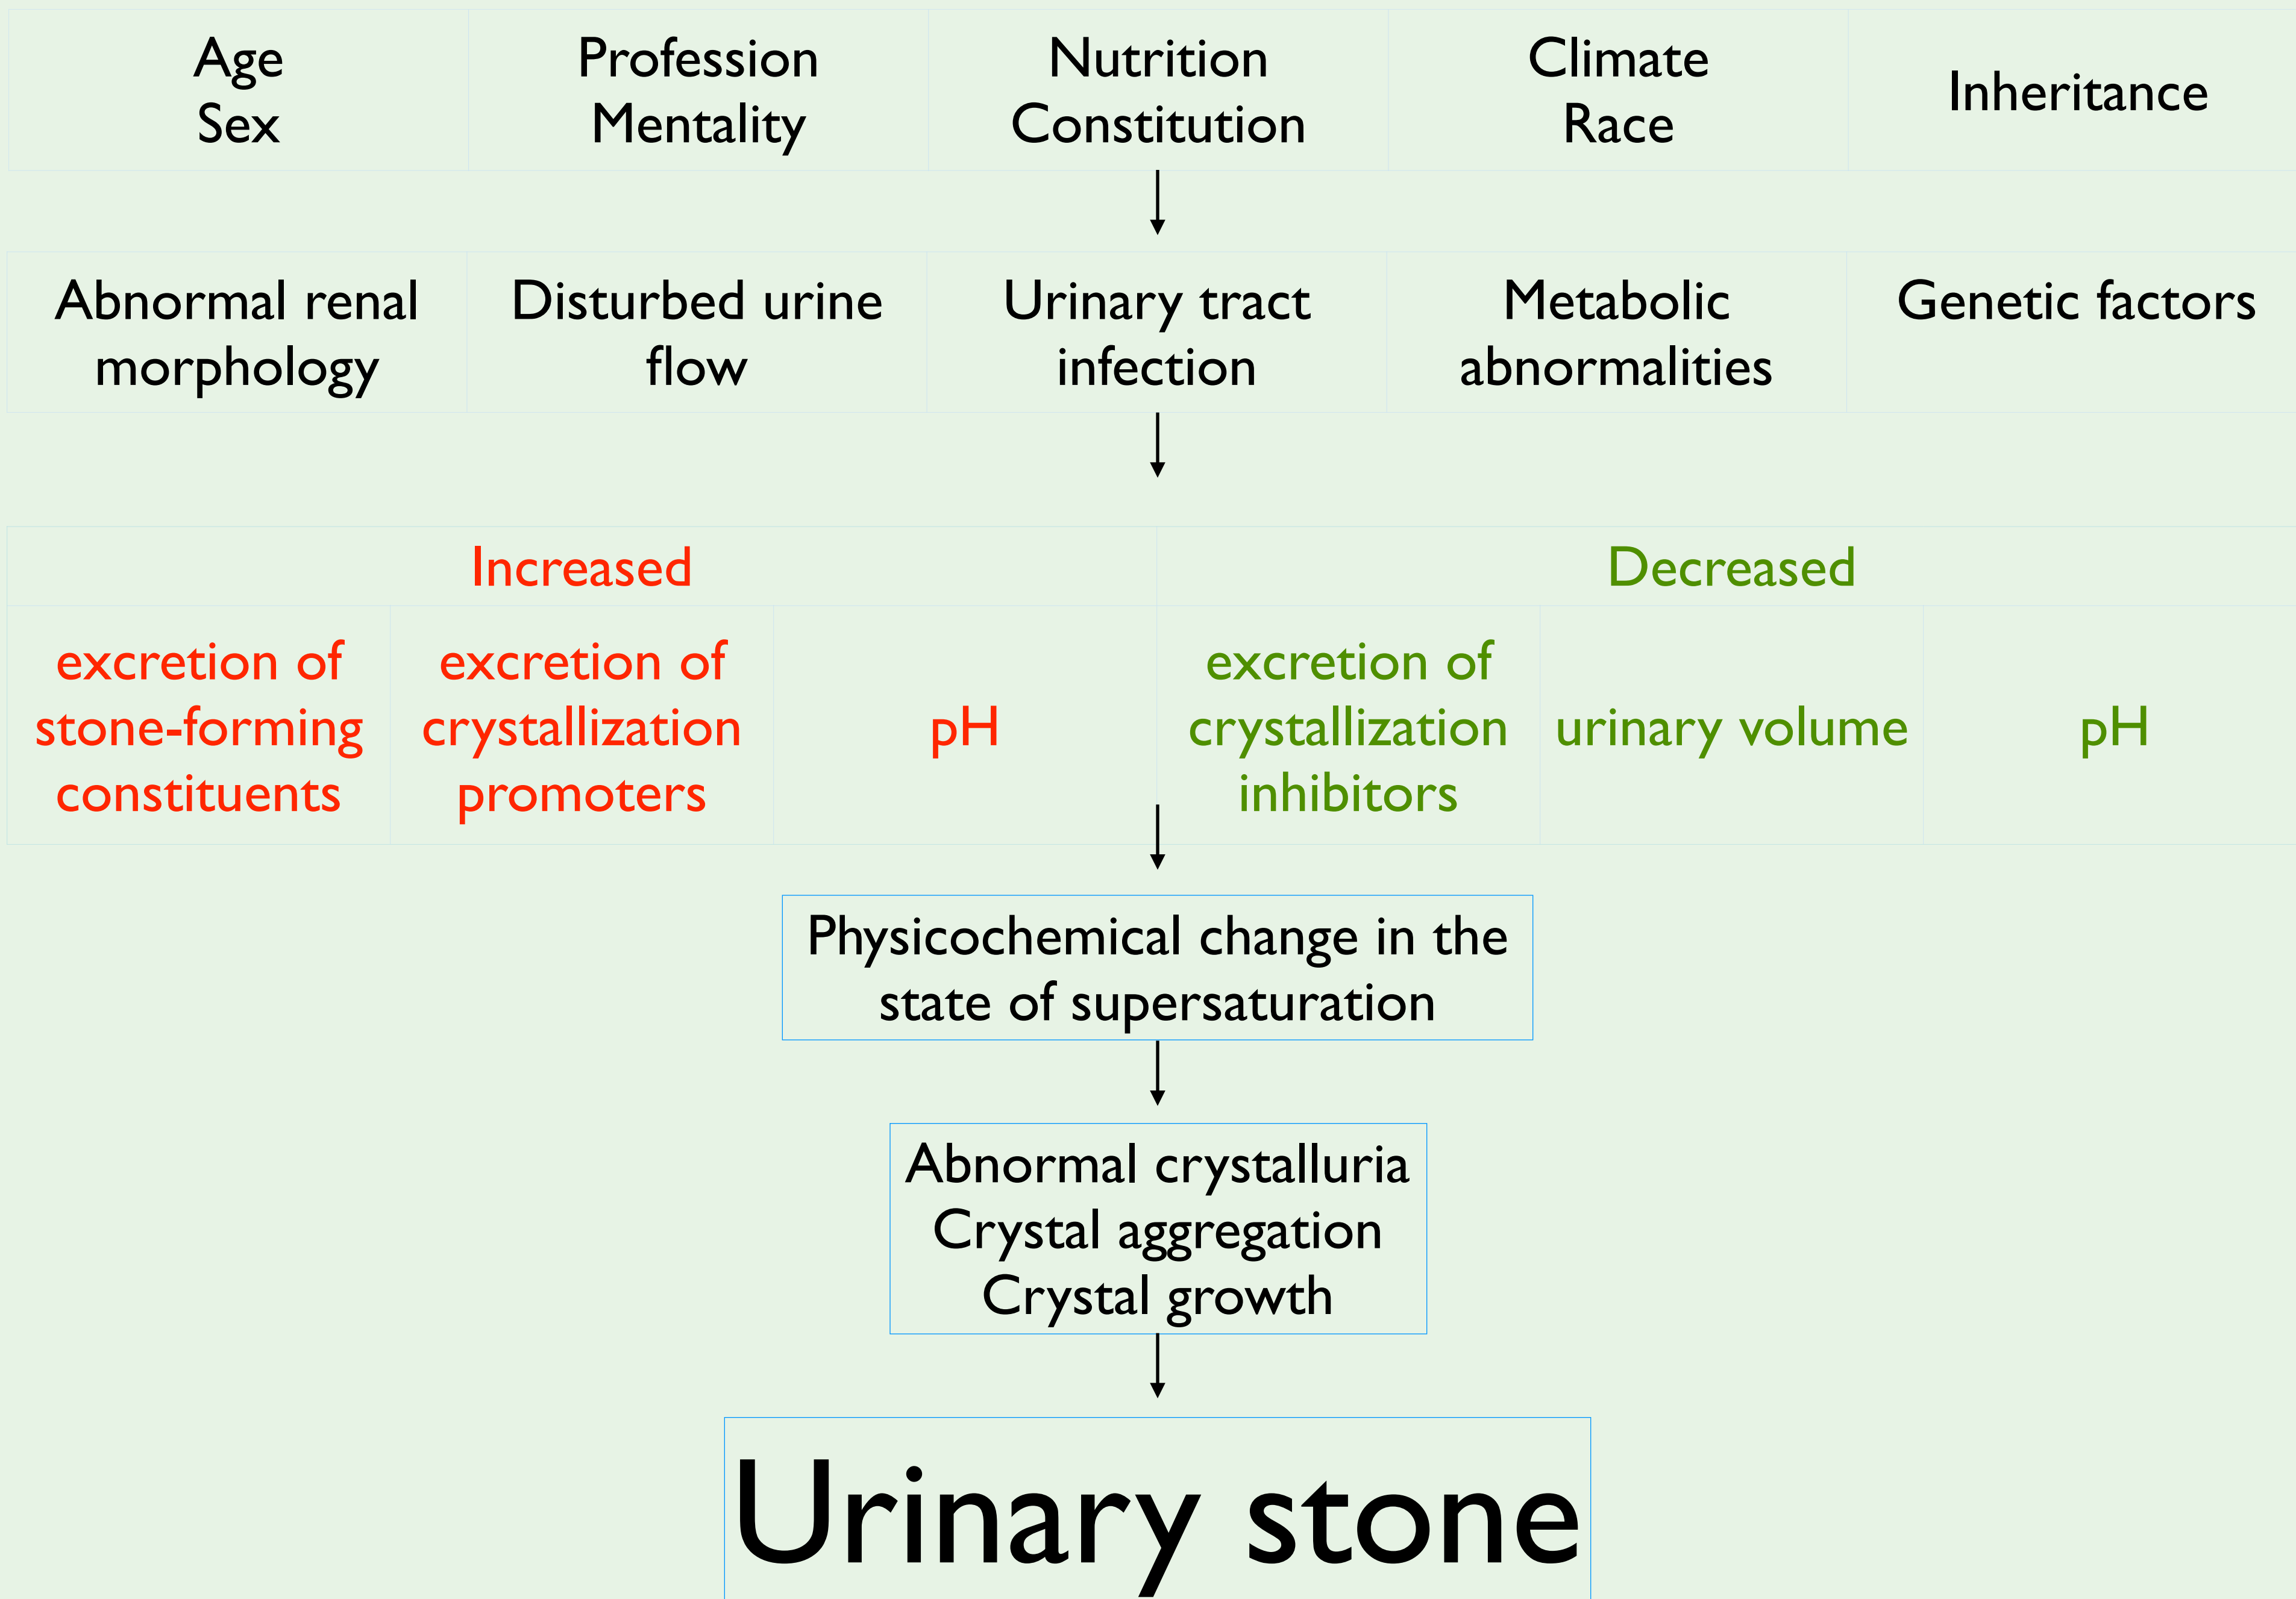 Age
Sex
Profession
Mentality
Nutrition
Constitution
Climate
Race
Inheritance
Abnormal renal
morphology
Disturbed urine
flow
Urinary tract
infection
Metabolic
abnormalities
Genetic factors
Increased
Decreased
excretion of
stone-forming
constituents
excretion of
crystallization
promoters
pH
excretion of
crystallization
inhibitors
urinary volume
pH
Physicochemical change in the
state of supersaturation
Abnormal crystalluria
Crystal aggregation
Crystal growth
Urinary stone